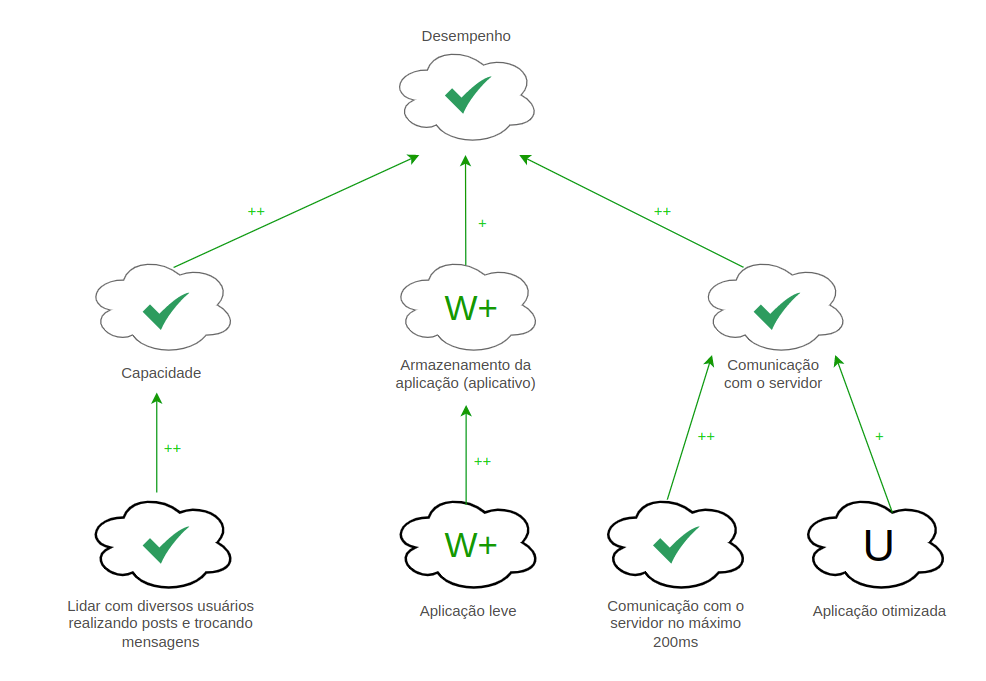 Desempenho
++
+
++
W+
Capacidade
Armazenamento da
aplicação (aplicativo)
Comunicação
com o servidor
++
++
++
+
W+
U
Lidar com diversos usuários
realizando posts e trocando
mensagens
Aplicação leve
Comunicação com o
servidor no máximo
200ms
Aplicação otimizada